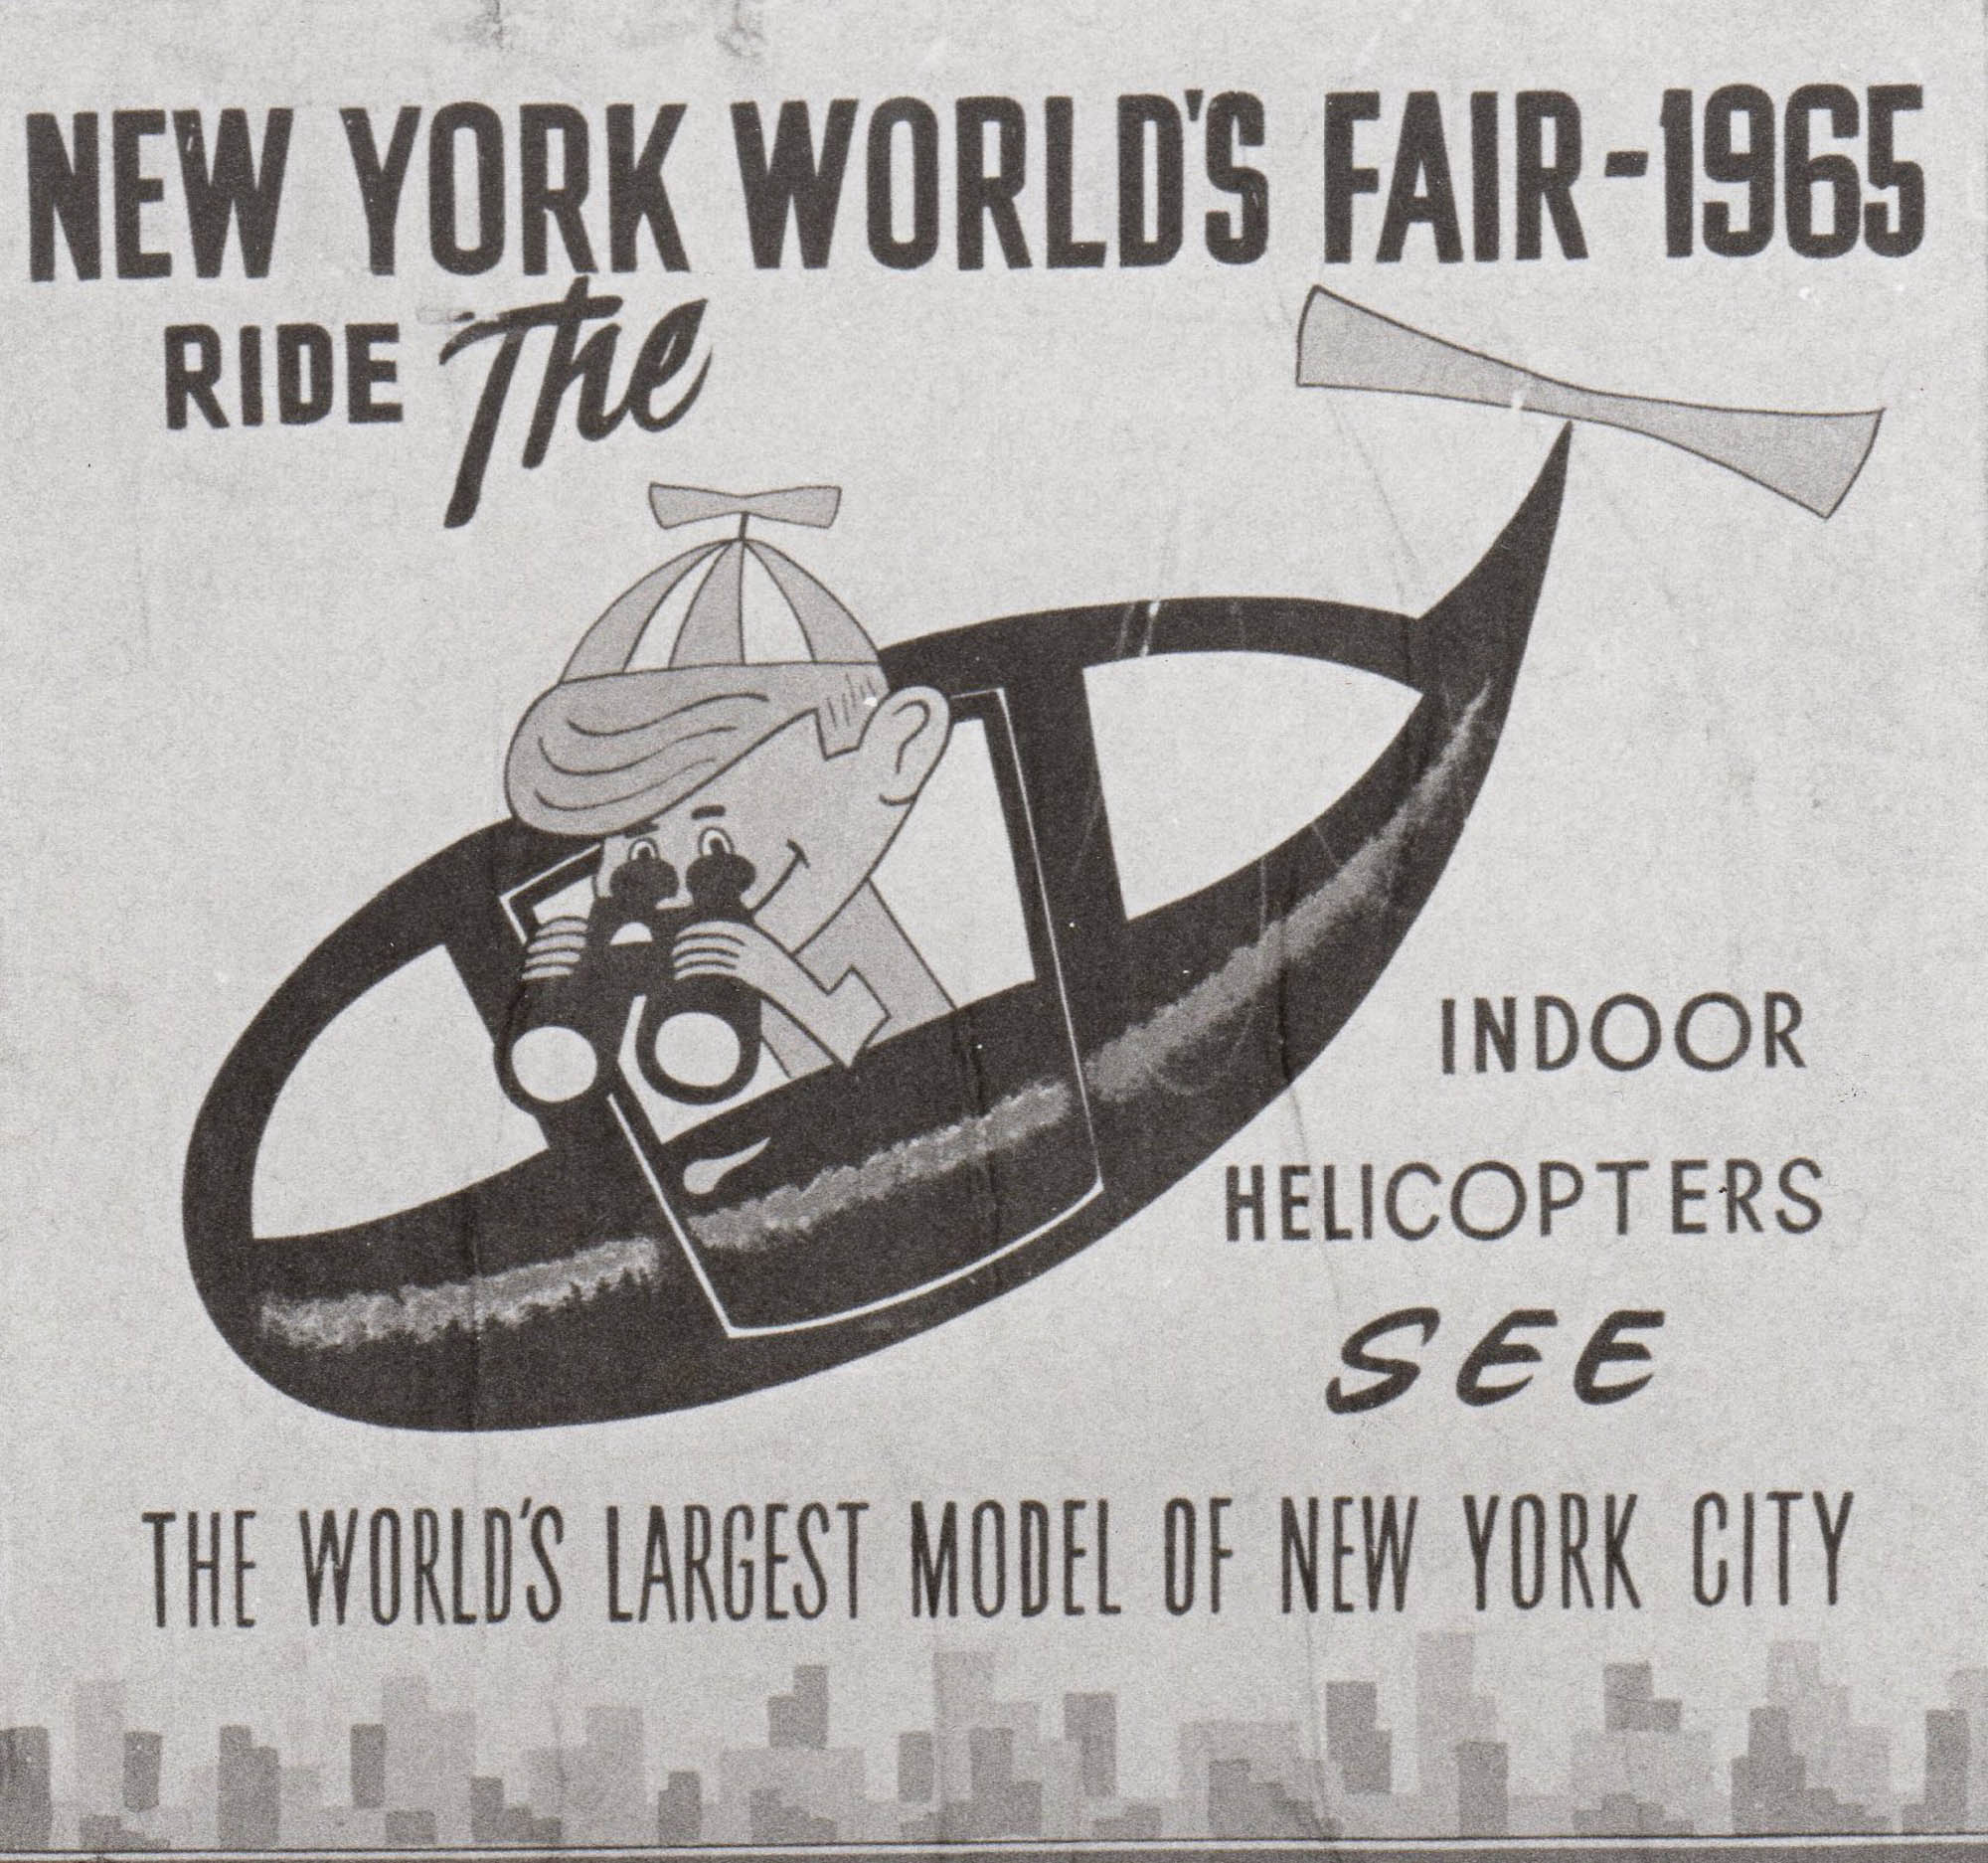 NEW YORK WORLD'S FAIR-1965
RIDE The
INDOOR
HELICOPTERS
SEE
THE WORLD'S LARGEST MODEL OF NEW YORK CITY